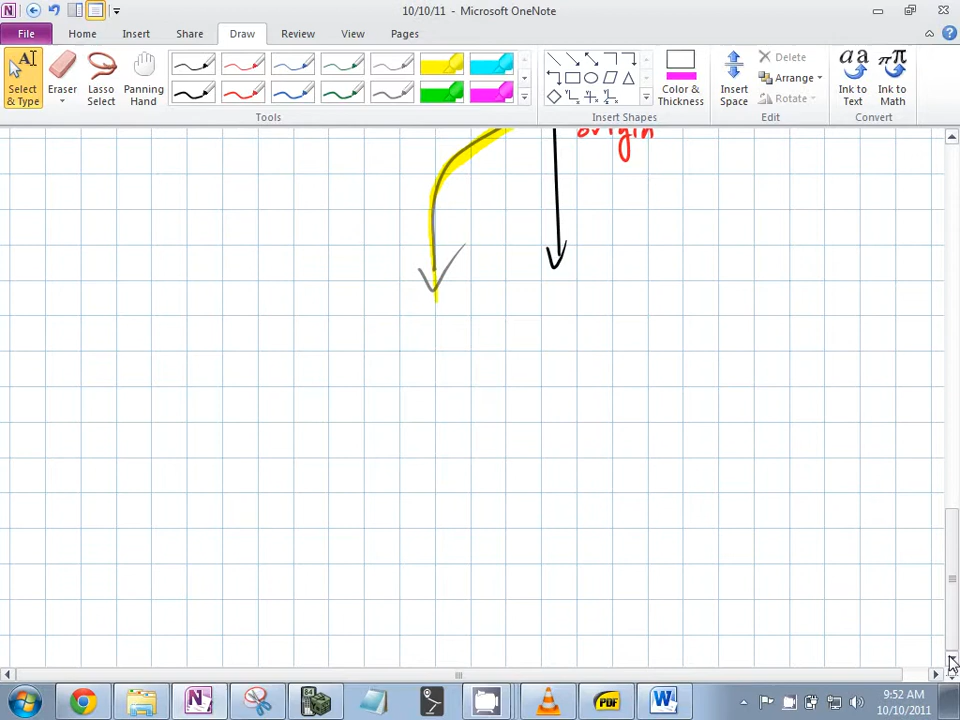 10/10/11 - Microsoft OneNote
File Home Insert Share Draw Review View Pages
Select & Type
Eraser
Lasso Select
Panning Hand
Color & Thickness
Insert Space
Delete
Arrange
Rotate
Ink to Text
Ink to Math
Tools
Insert Shapes
Edit
Convert
origin
PDF
9:52 AM
10/10/2011